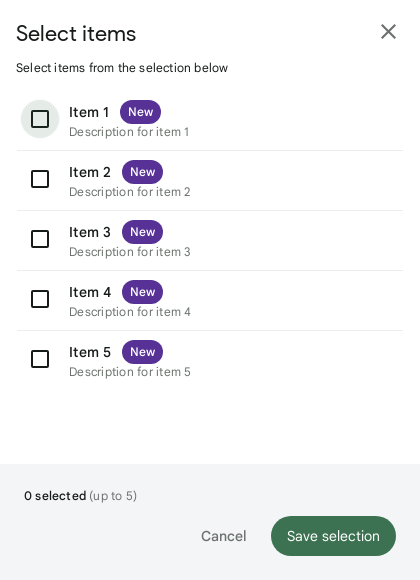 Select items
Select items from the selection below
Item 1 New
Description for item 1
Item 2 New
Description for item 2
Item 3 New
Description for item 3
Item 4 New
Description for item 4
Item 5 New
Description for item 5
0 selected (up to 5)
Cancel Save selection